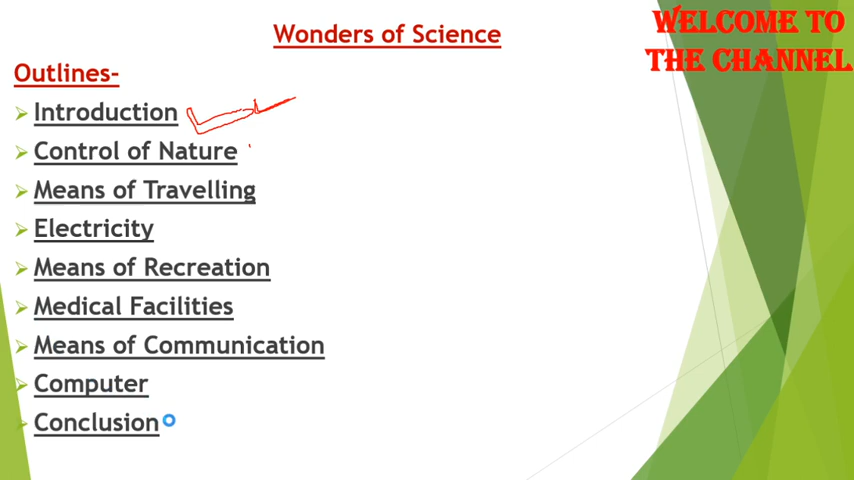 Wonders of Science
WELCOME TO
THE CHANNEL
Outlines-
Introduction
Control of Nature
Means of Travelling
Electricity
Means of Recreation
Medical Facilities
Means of Communication
Computer
Conclusion